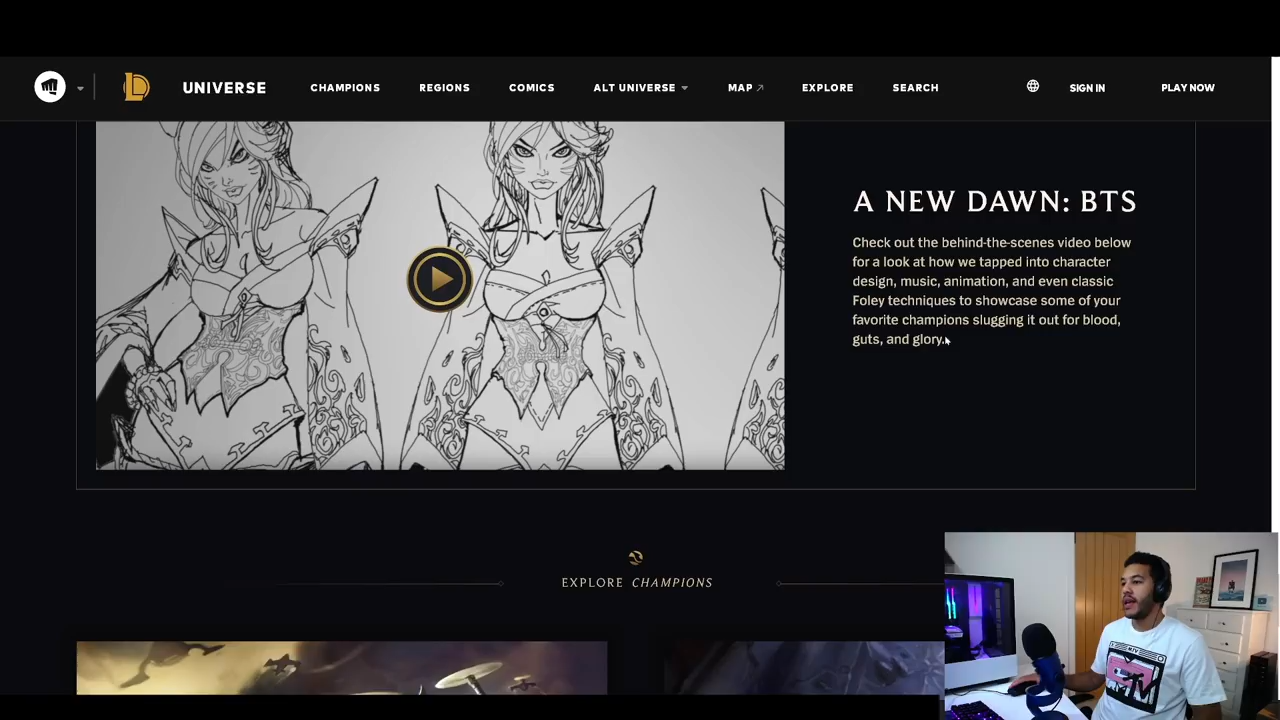 UNIVERSE
CHAMPIONS
REGIONS
COMICS
ALT UNIVERSE
MAP
EXPLORE
SEARCH
SIGN IN
PLAY NOW
A NEW DAWN: BTS
Check out the behind-the-scenes video below
for a look at how we tapped into character
design, music, animation, and even classic
Foley techniques to showcase some of your
favorite champions slugging it out for blood,
guts, and glory.
EXPLORE CHAMPIONS